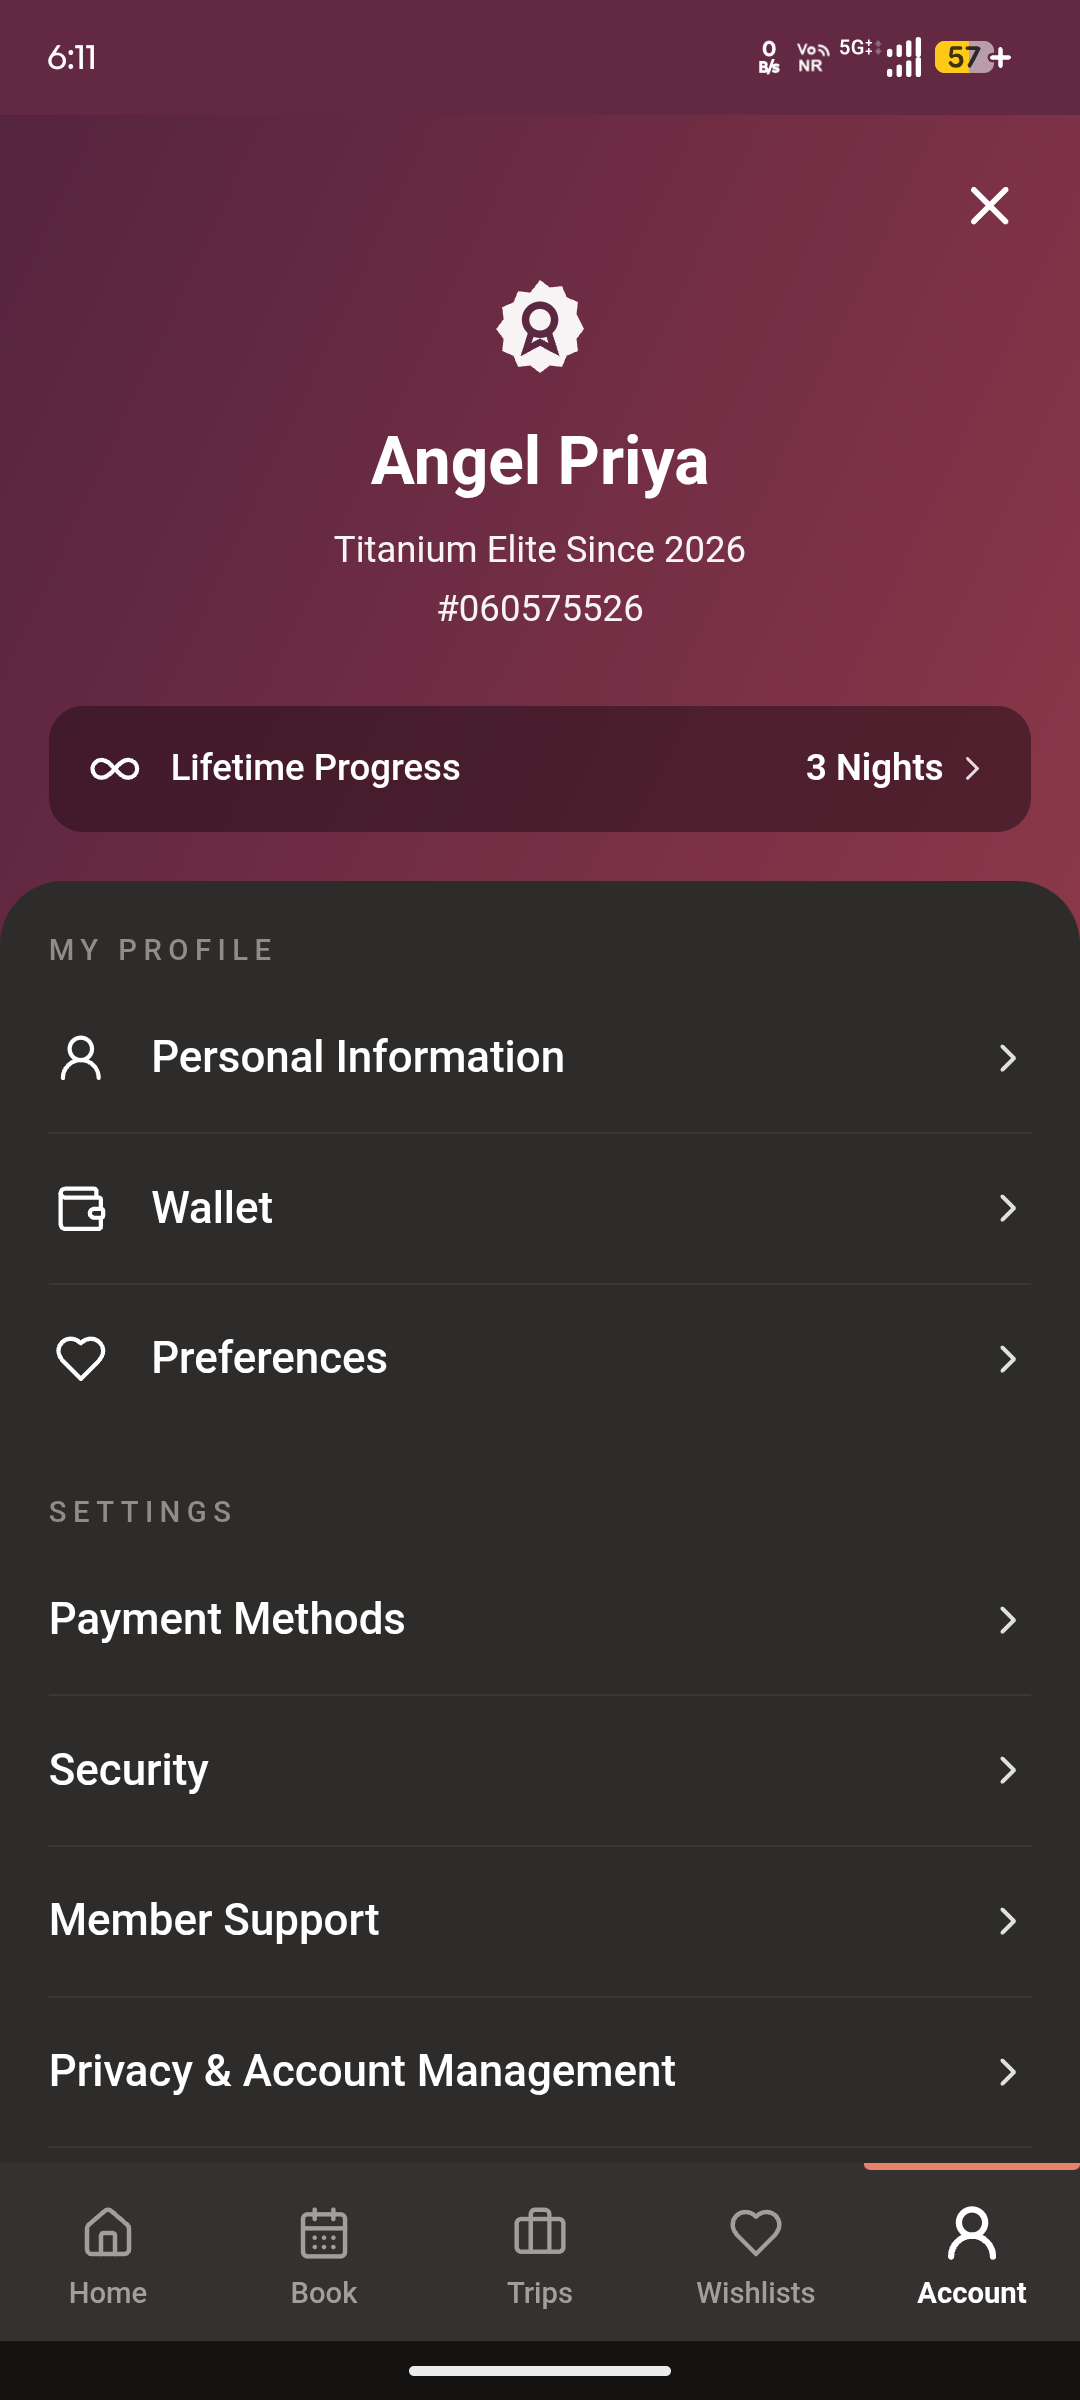 6:11
0 B/s Vo NR 5G‡ 57
Angel Priya
Titanium Elite Since 2026
#060575526
Lifetime Progress 3 Nights
MY PROFILE
Personal Information
Wallet
Preferences
SETTINGS
Payment Methods
Security
Member Support
Privacy & Account Management
Home Book Trips Wishlists Account